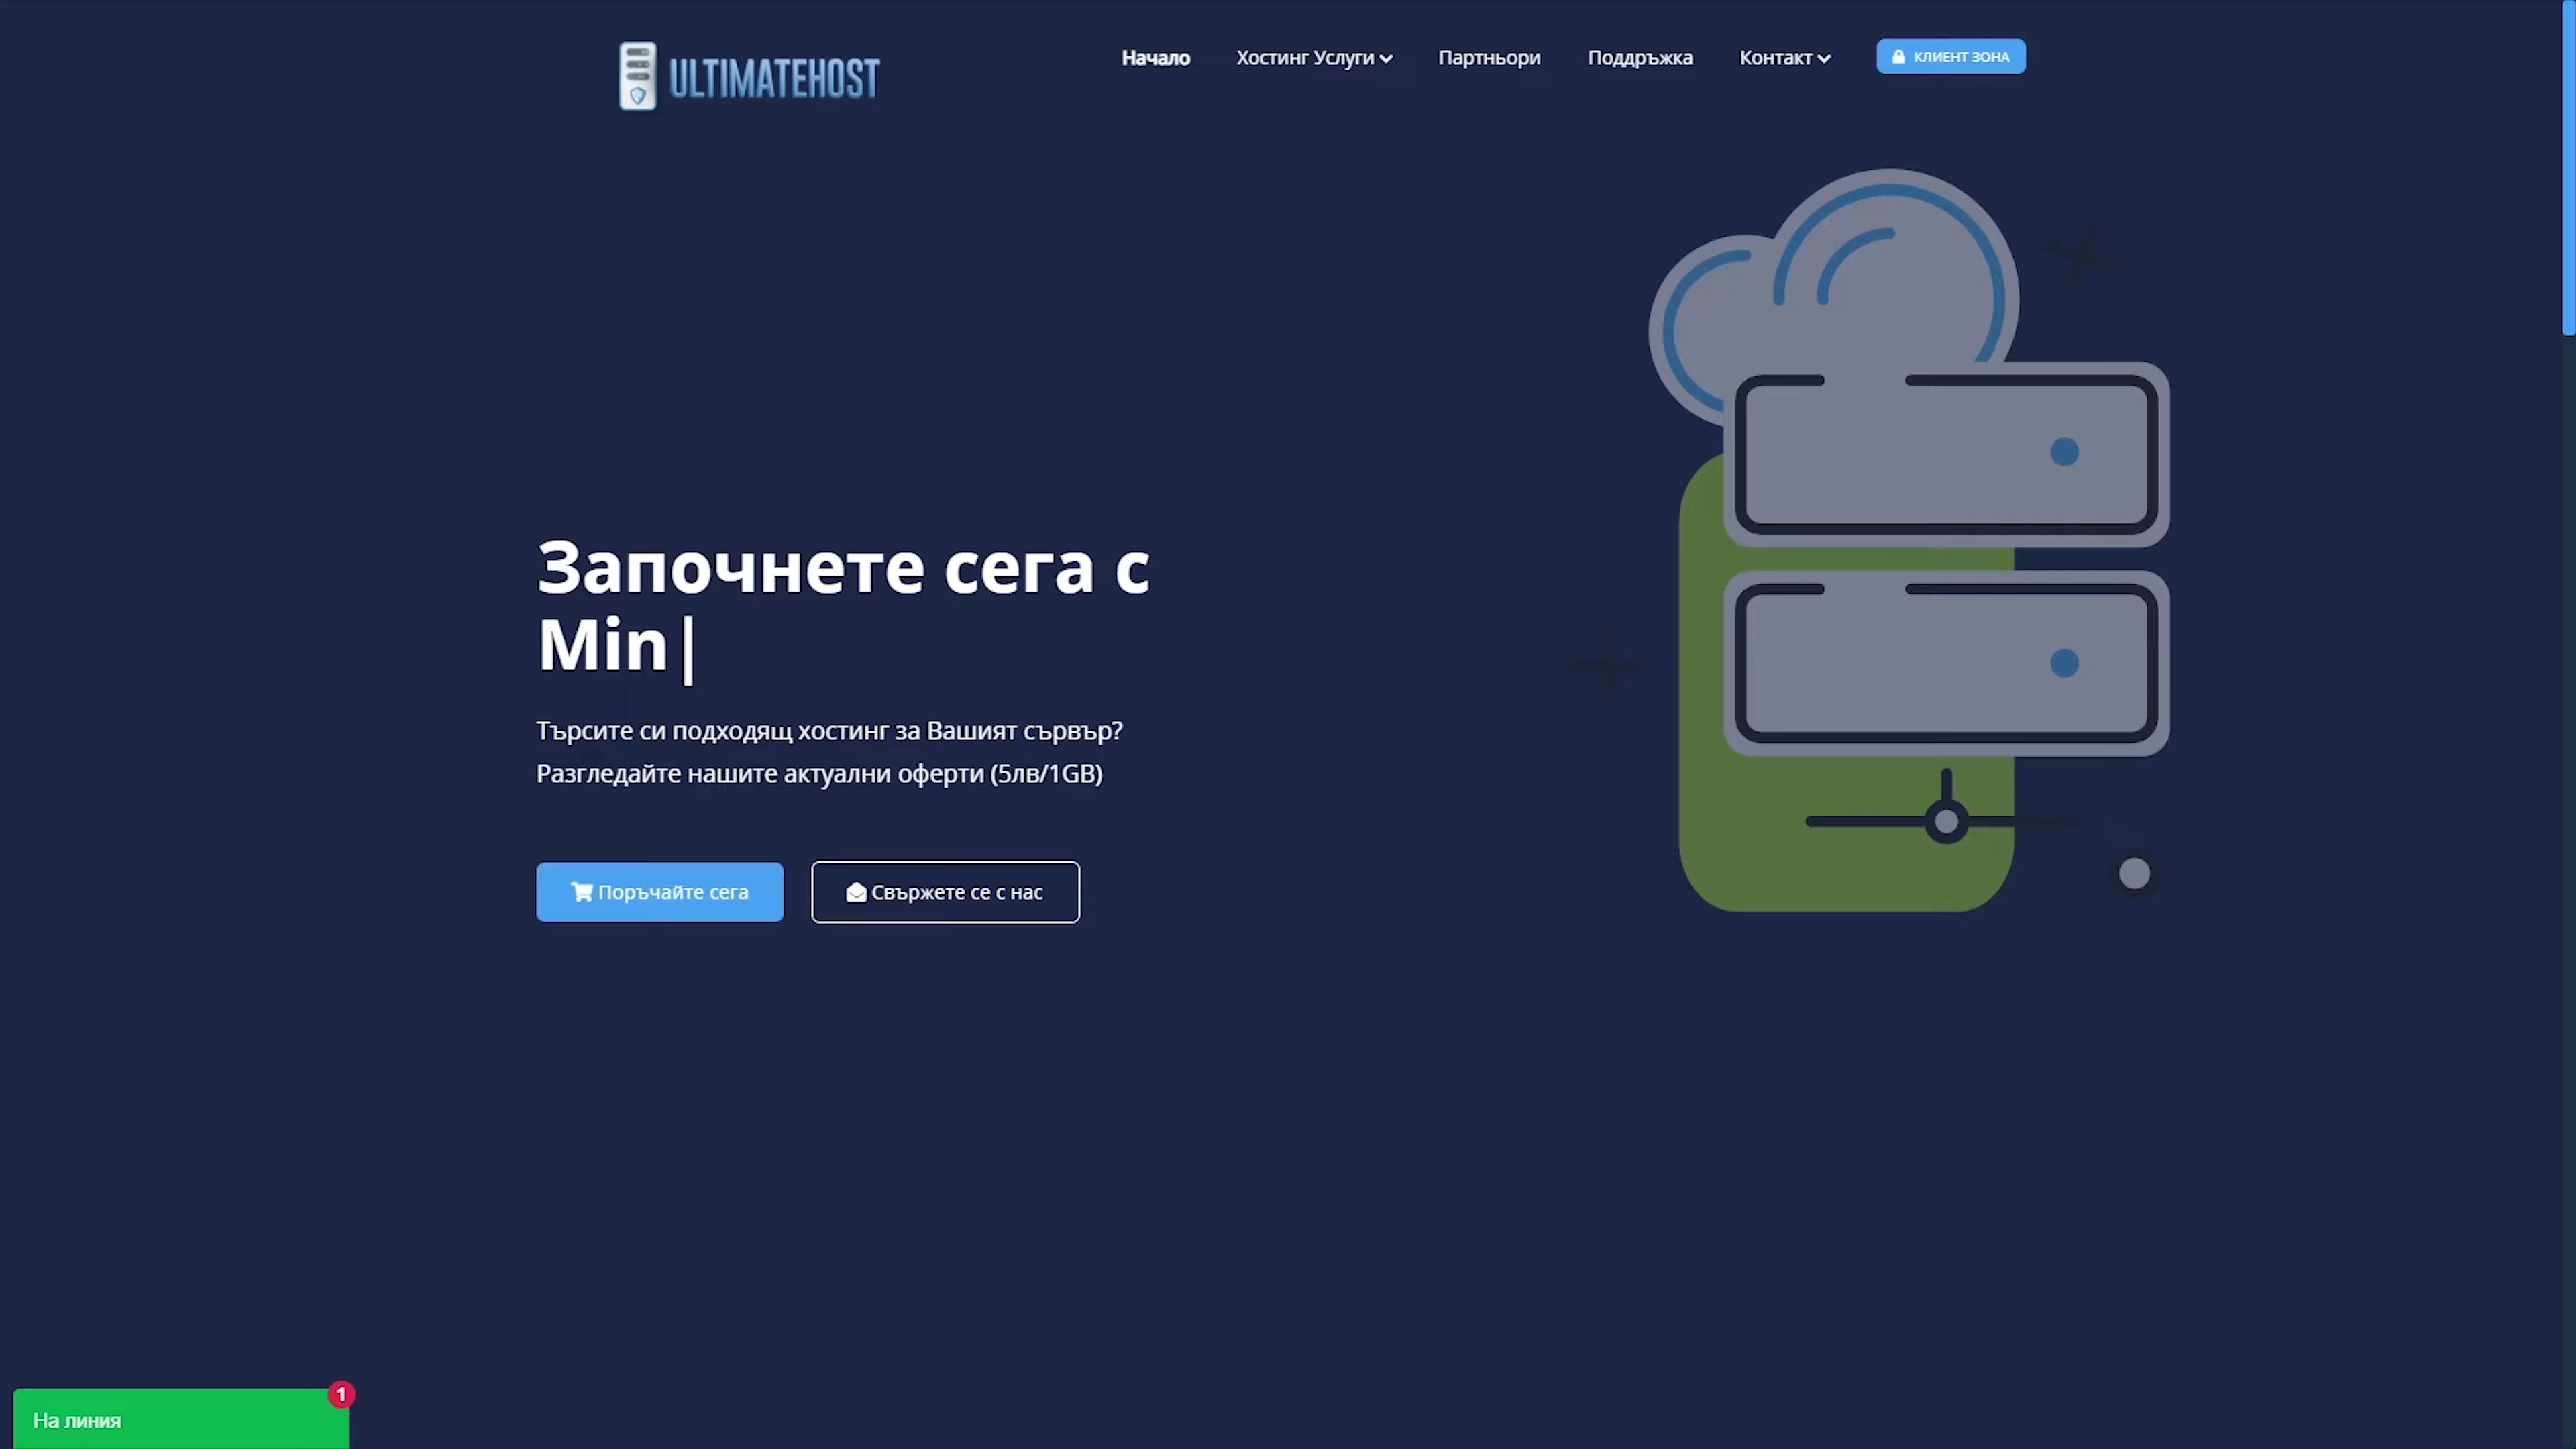 ULTIMATEHOST
Начало
Хостинг Услуги
Партньори
Поддръжка
Контакт
КЛИЕНТ ЗОНА
Започнете сега с
Min|
Търсите си подходящ хостинг за Вашият сървър?
Разгледайте нашите актуални оферти (5лв/1GB)
Поръчайте сега
Свържете се с нас
На линия
1